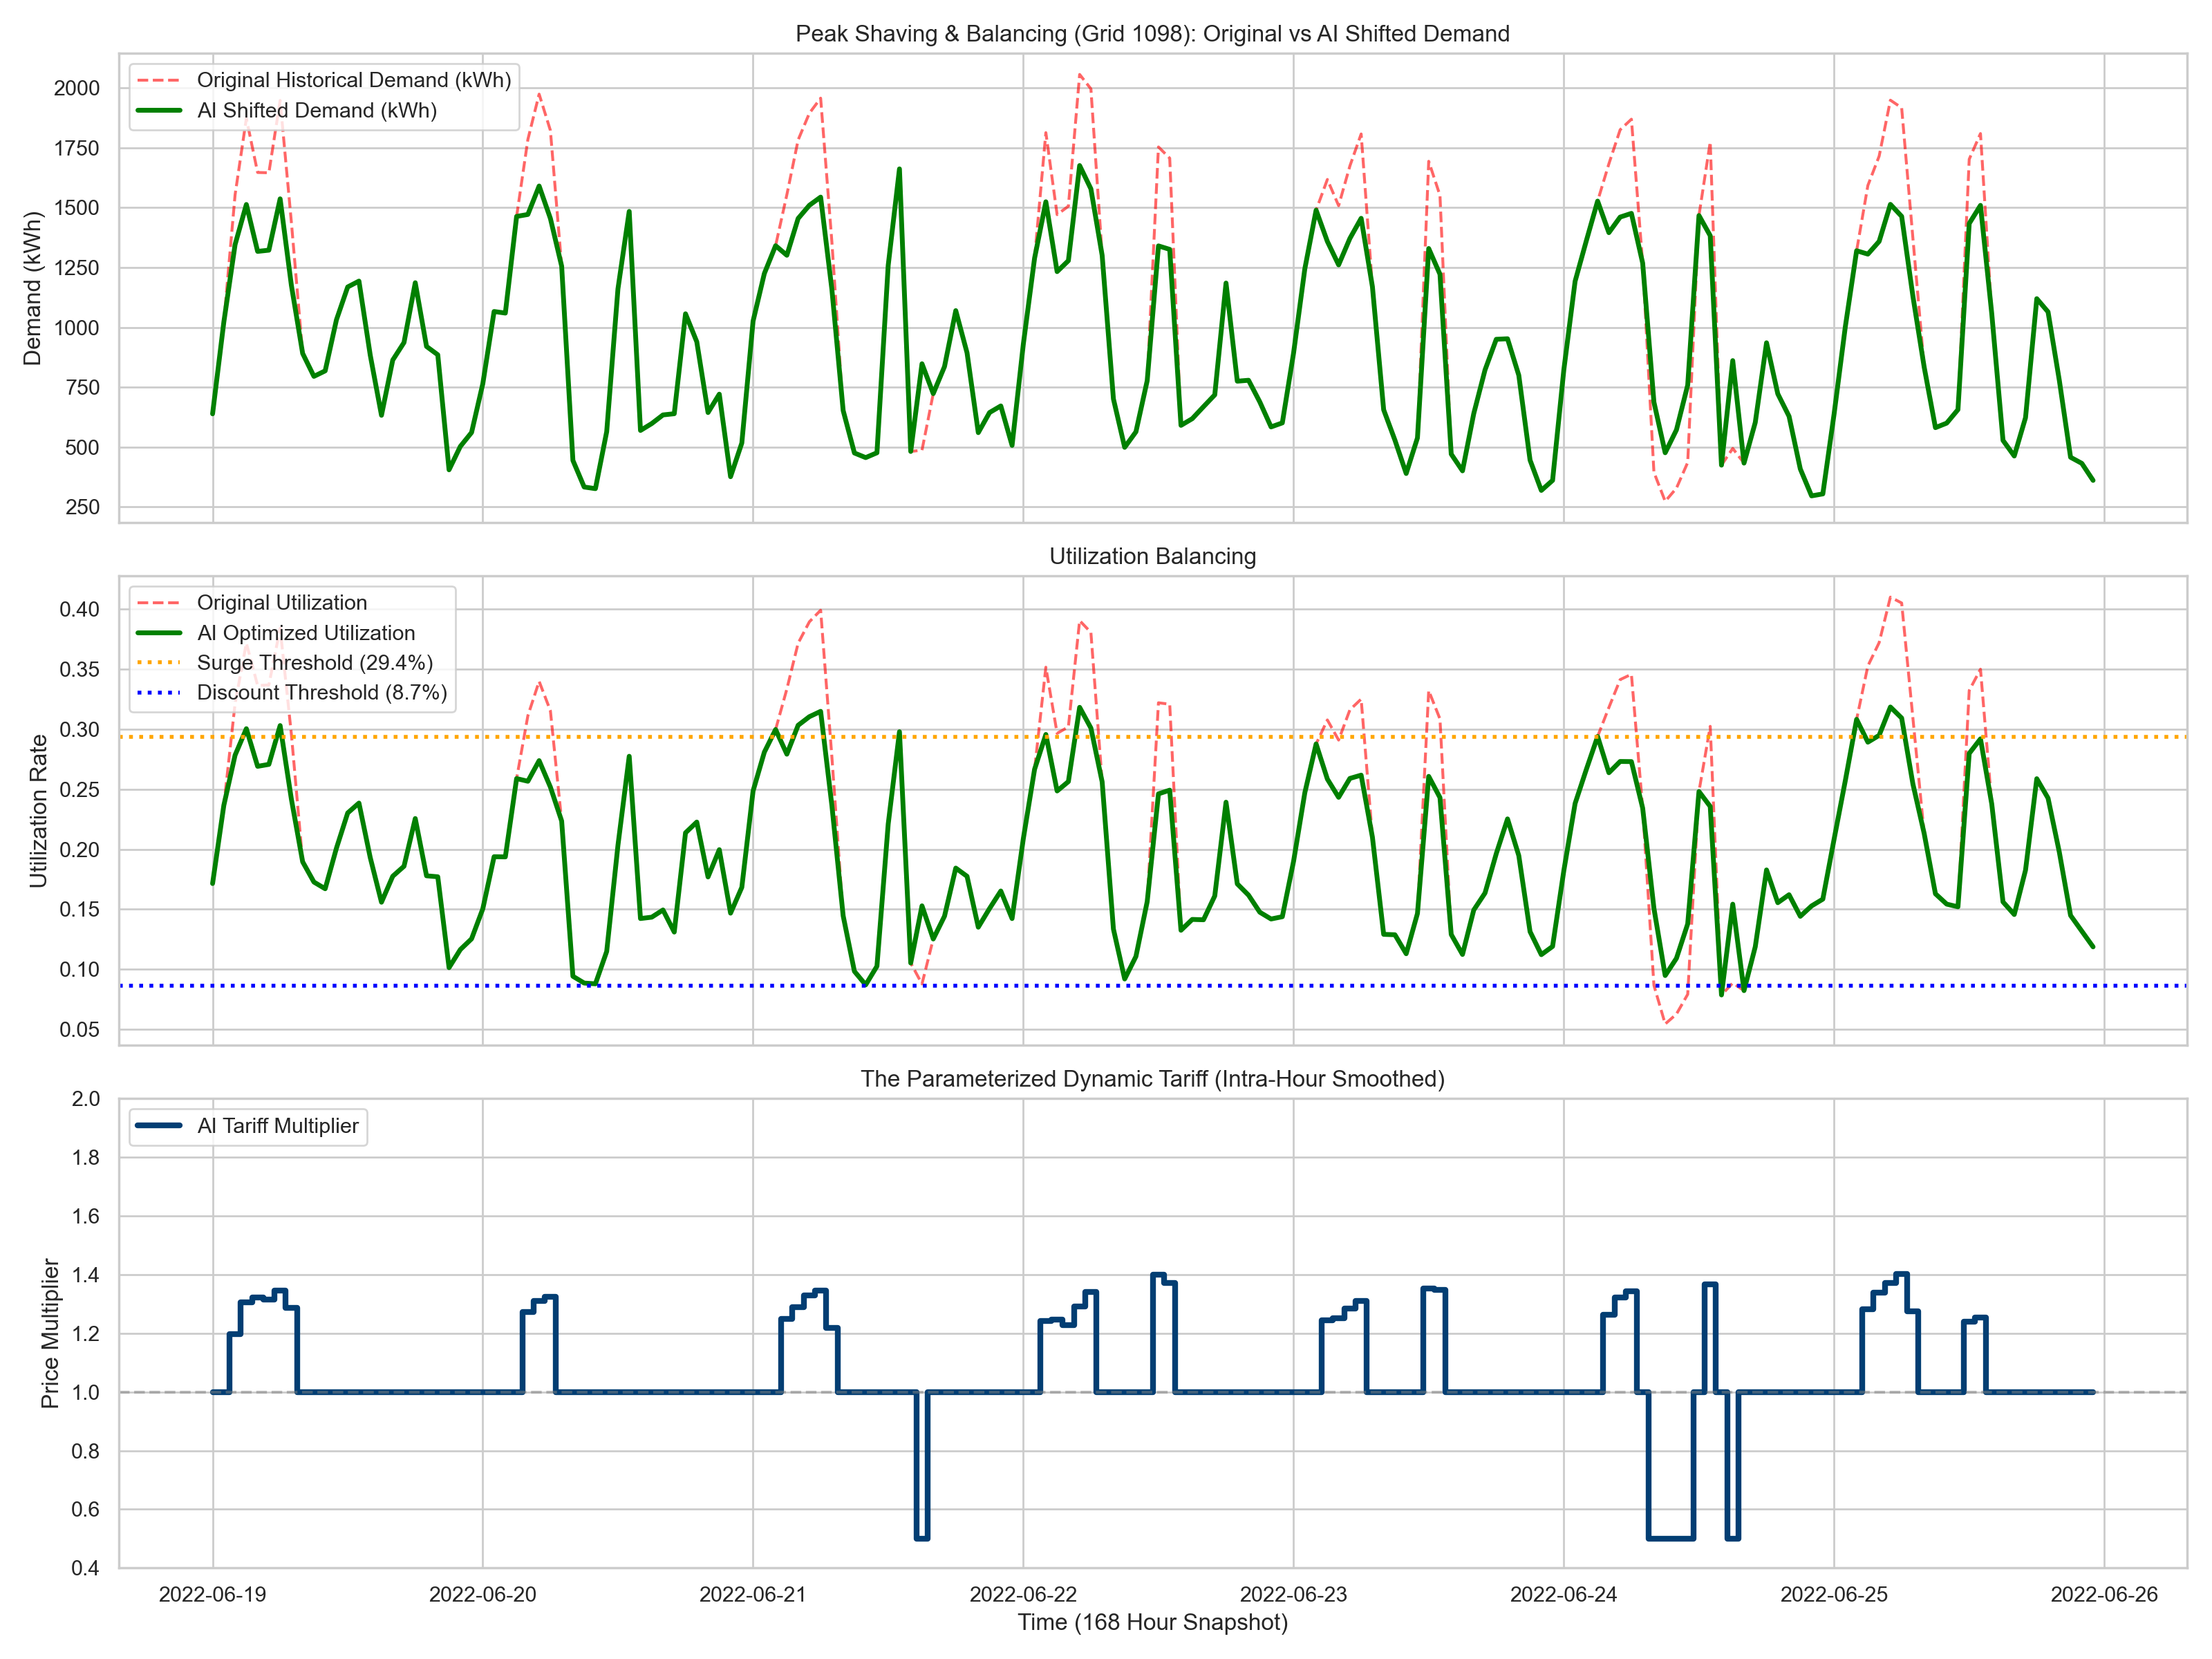 Peak Shaving & Balancing (Grid 1098): Original vs AI Shifted Demand
Original Historical Demand (kWh)
AI Shifted Demand (kWh)
Demand (kWh)
2000
1750
1500
1250
1000
750
500
250
Utilization Balancing
Original Utilization
AI Optimized Utilization
Surge Threshold (29.4%)
Discount Threshold (8.7%)
Utilization Rate
0.40
0.35
0.30
0.25
0.20
0.15
0.10
0.05
The Parameterized Dynamic Tariff (Intra-Hour Smoothed)
AI Tariff Multiplier
Price Multiplier
2.0
1.8
1.6
1.4
1.2
1.0
0.8
0.6
0.4
2022-06-19 2022-06-20 2022-06-21 2022-06-22 2022-06-23 2022-06-24 2022-06-25 2022-06-26
Time (168 Hour Snapshot)